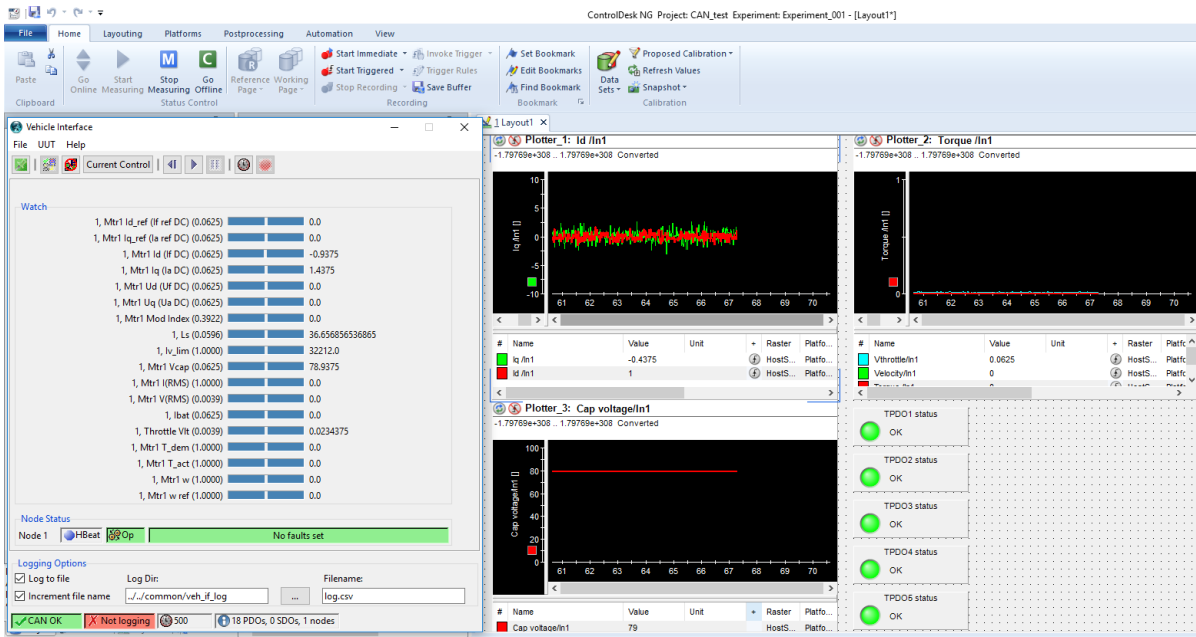 ControlDesk NG Project: CAN_test Experiment: Experiment_001 - [Layout1*]
File Home Layouting Platforms Postprocessing Automation View
Paste
Clipboard
Go Online
Start Measuring
Stop Measuring
Go Offline
Status Control
Reference Page
Working Page
Start Immediate
Start Triggered
Stop Recording
Invoke Trigger
Trigger Rules
Save Buffer
Recording
Set Bookmark
Edit Bookmarks
Find Bookmark
Bookmark
Data Sets
Proposed Calibration
Refresh Values
Snapshot
Calibration
Vehicle Interface
File UUT Help
Current Control
Watch
1, Mtr1 Id_ref (If ref DC) (0.0625) 0.0
1, Mtr1 Iq_ref (Ia ref DC) (0.0625) 0.0
1, Mtr1 Id (If DC) (0.0625) -0.9375
1, Mtr1 Iq (Ia DC) (0.0625) 1.4375
1, Mtr1 Ud (Uf DC) (0.0625) 0.0
1, Mtr1 Uq (Ua DC) (0.0625) 0.0
1, Mtr1 Mod Index (0.3922) 0.0
1, Ls (0.0596) 36.656856536865
1, Iv_lim (1.0000) 32212.0
1, Mtr1 Vcap (0.0625) 78.9375
1, Mtr1 I(RMS) (1.0000) 0.0
1, Mtr1 V(RMS) (0.0039) 0.0
1, Ibat (0.0625) 0.0
1, Throttle Vlt (0.0039) 0.0234375
1, Mtr1 T_dem (1.0000) 0.0
1, Mtr1 T_act (1.0000) 0.0
1, Mtr1 w (1.0000) 0.0
1, Mtr1 w ref (1.0000) 0.0
Node Status
Node 1 HBeat Op No faults set
Logging Options
Log to file Log Dir: Filename:
Increment file name ../../common/veh_if_log ... log.csv
CAN OK Not logging 500 18 PDOs, 0 SDOs, 1 nodes
1 Layout1
Plotter_1: Id /In1
-1.79769e+308 .. 1.79769e+308 Converted
10
5
0
-5
-10
Iq /In1 []
61 62 63 64 65 66 67 68 69 70
# Name Value Unit + Raster Platfo...
Iq /In1 -0.4375 HostS... Platfo...
Id /In1 1 HostS... Platfo...
Plotter_2: Torque /In1
-1.79769e+308 .. 1.79769e+308 Converted
1
0
Torque /In1 []
61 62 63 64 65 66 67 68 69 70
# Name Value Unit + Raster Platfc
Vthrottle/In1 0.0625 HostS... Platfc
Velocity/In1 0 HostS... Platfc
Plotter_3: Cap voltage/In1
-1.79769e+308 .. 1.79769e+308 Converted
100
80
60
40
20
0
Cap voltage/In1 []
61 62 63 64 65 66 67 68 69 70
# Name Value Unit + Raster Platfo...
Cap voltage/In1 79 HostS... Platfo...
TPDO1 status
OK
TPDO2 status
OK
TPDO3 status
OK
TPDO4 status
OK
TPDO5 status
OK